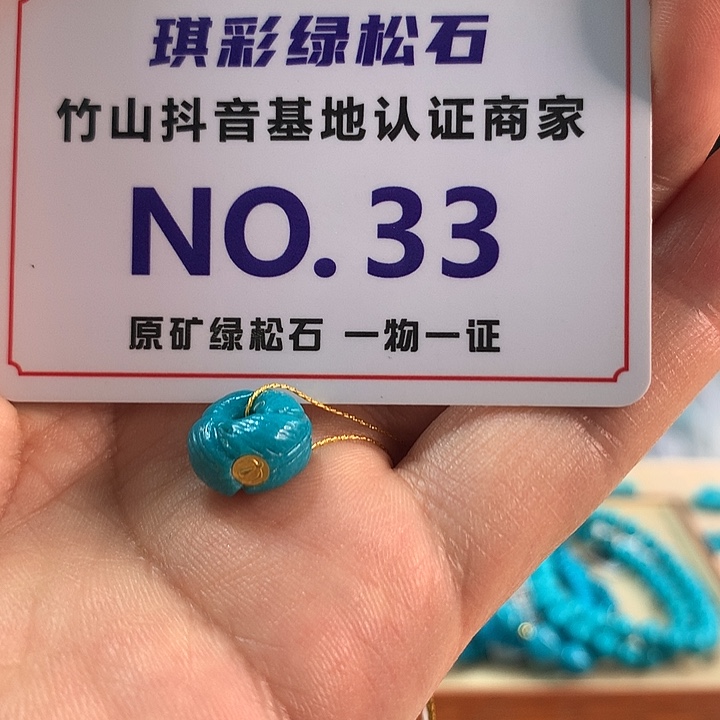 琪彩绿松石
竹山抖音基地认证商家
NO.33
原矿绿松石 一物一证